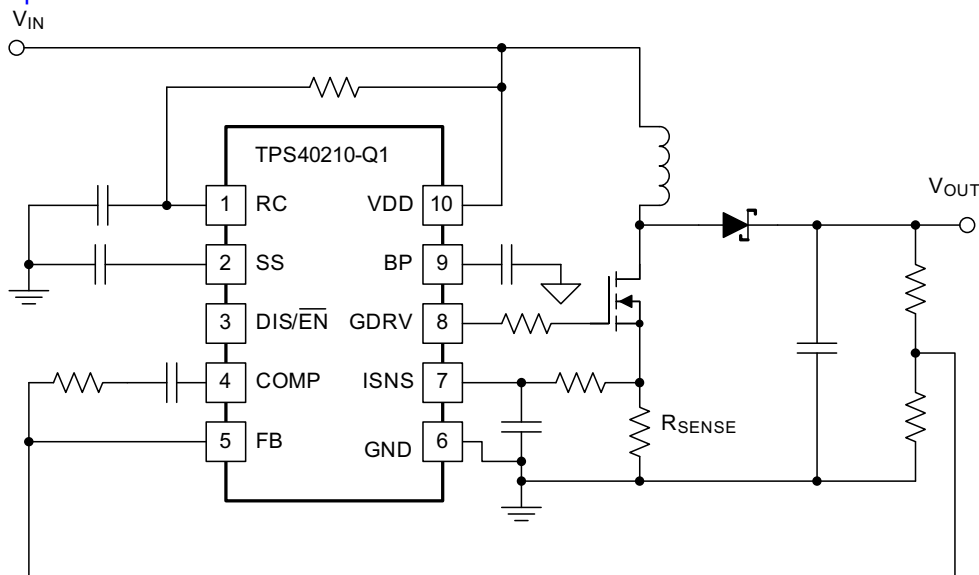 VIN
TPS40210-Q1
1 RC
VDD 10
VOUT
2 SS
BP 9
3 DIS/EN
GDRV 8
4 COMP
ISNS 7
RSENSE
5 FB
GND 6